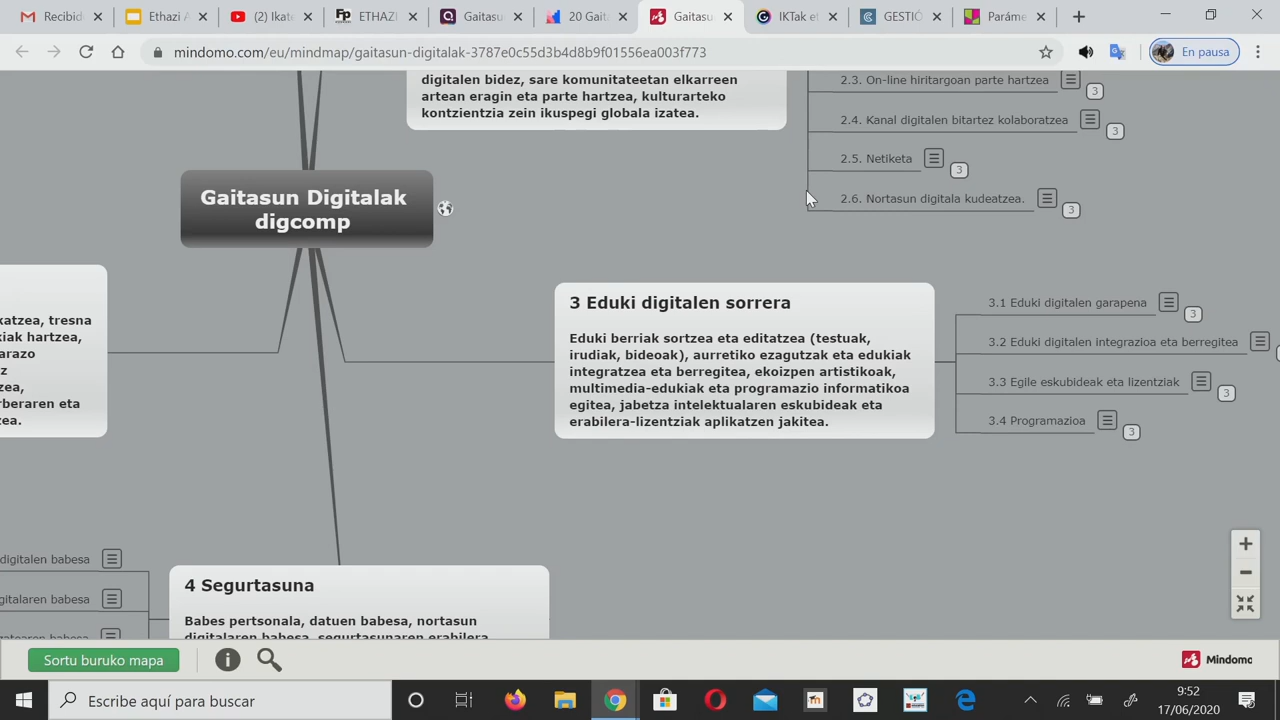 Recibid
Ethazi A
(2) Ikate
ETHAZI
Gaitasu
20 Gait
Gaitasu
IKTak et
GESTIÓ
Paráme
mindomo.com/eu/mindmap/gaitasun-digitalak-3787e0c55d3b4d8b9f01556ea003f773
En pausa
digitalen bidez, sare komunitateetan elkarreen
artean eragin eta parte hartzea, kulturarteko
kontzientzia zein ikuspegi globala izatea.
2.3. On-line hiritargoan parte hartzea
3
2.4. Kanal digitalen bitartez kolaboratzea
3
2.5. Netiketa
3
2.6. Nortasun digitala kudeatzea.
3
Gaitasun Digitalak
digcomp
katzea, tresna
kiak hartzea,
arazo
z
zea,
rberaren eta
zea.
3 Eduki digitalen sorrera
Eduki berriak sortzea eta editatzea (testuak,
irudiak, bideoak), aurretiko ezagutzak eta edukiak
integratzea eta berregitea, ekoizpen artistikoak,
multimedia-edukiak eta programazio informatikoa
egitea, jabetza intelektualaren eskubideak eta
erabilera-lizentziak aplikatzen jakitea.
3.1 Eduki digitalen garapena
3
3.2 Eduki digitalen integrazioa eta berregitea
3.3 Egile eskubideak eta lizentziak
3
3.4 Programazioa
3
digitalen babesa
gitalaren babesa
4 Segurtasuna
Babes pertsonala, datuen babesa, nortasun
digitalaren babesa, segurtasunaren erabilera
Sortu buruko mapa
Mindomo
Escribe aquí para buscar
9:52
17/06/2020